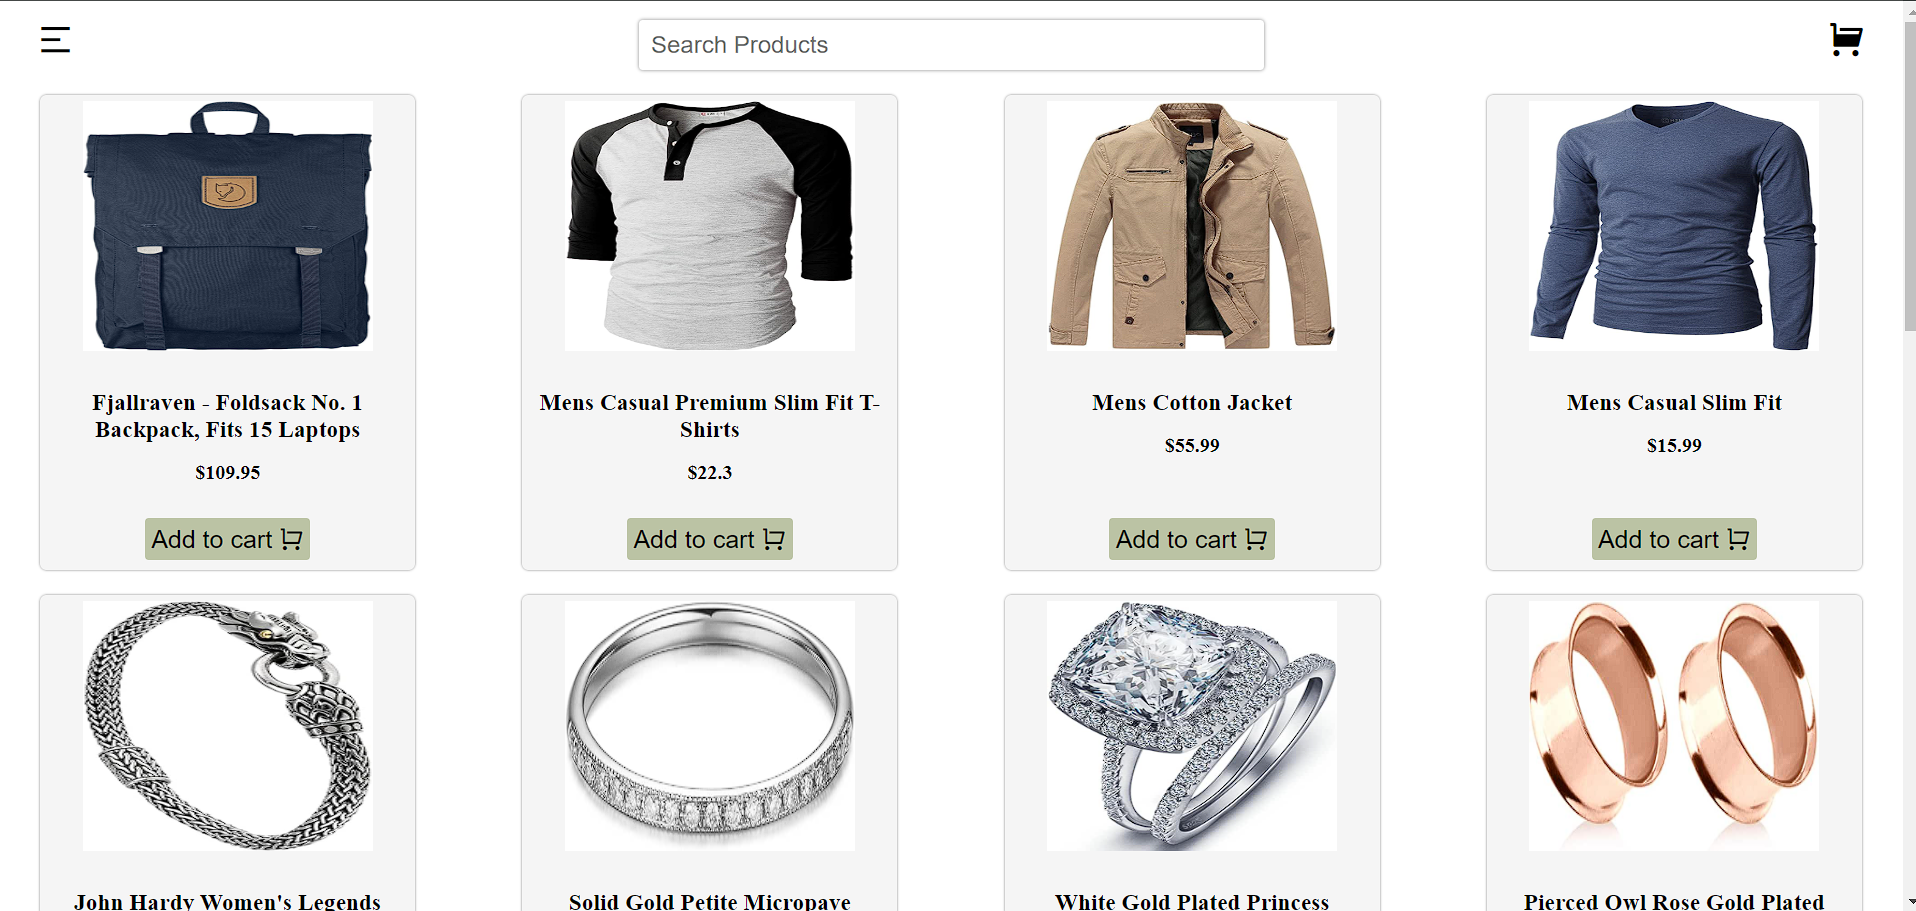 Search Products
Fjallraven - Foldsack No. 1
Backpack, Fits 15 Laptops
$109.95
Add to cart
Mens Casual Premium Slim Fit T-
Shirts
$22.3
Add to cart
Mens Cotton Jacket
$55.99
Add to cart
Mens Casual Slim Fit
$15.99
Add to cart
John Hardy Women's Legends
Solid Gold Petite Micropave
White Gold Plated Princess
Pierced Owl Rose Gold Plated